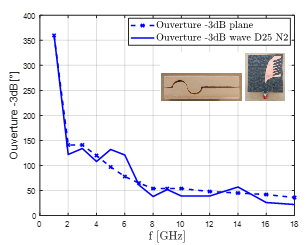 400
350
300
250
200
150
100
50
0
Ouverture -3dB [°]
Ouverture -3dB plane
Ouverture -3dB wave D25 N2
0 2 4 6 8 10 12 14 16 18
f [GHz]